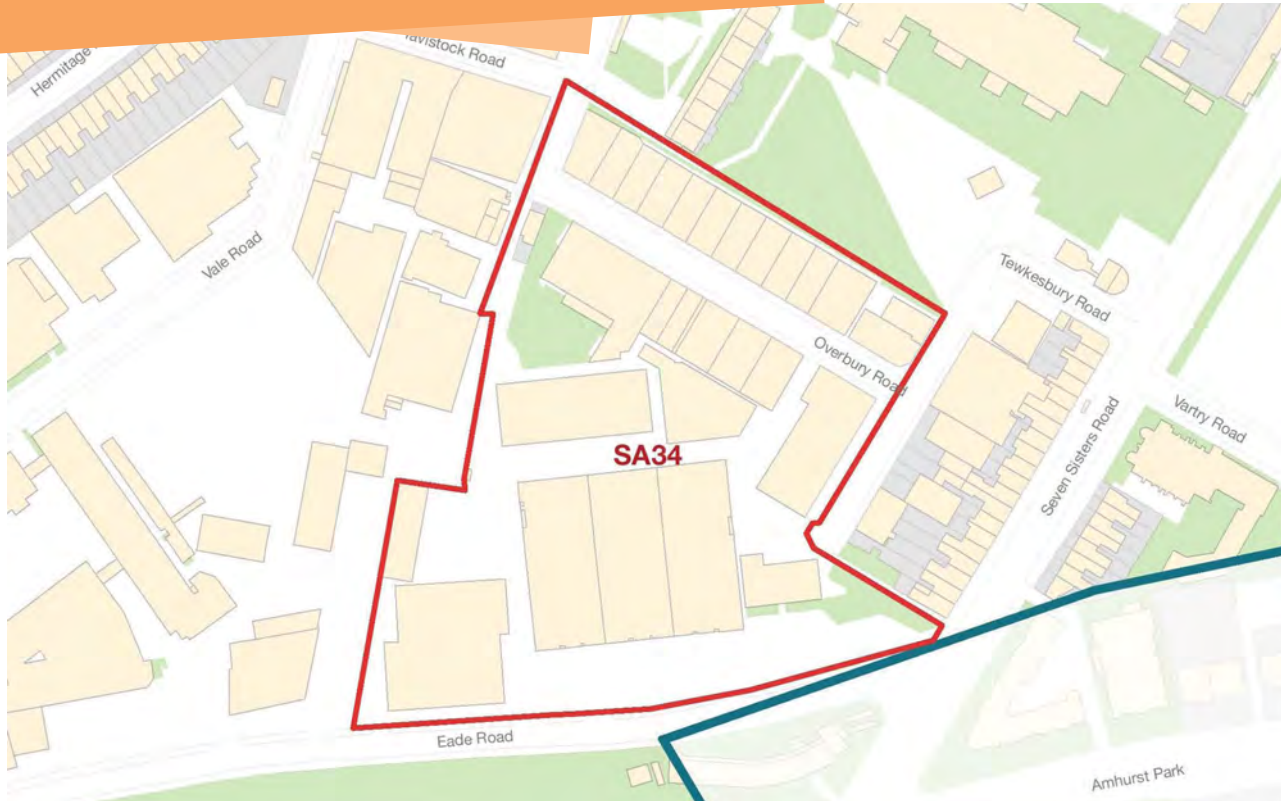 Hermitage
Tavistock Road
Vale Road
Tewkesbury Road
Overbury Road
Vartry Road
SA34
Seven Sisters Road
Eade Road
Amhurst Park